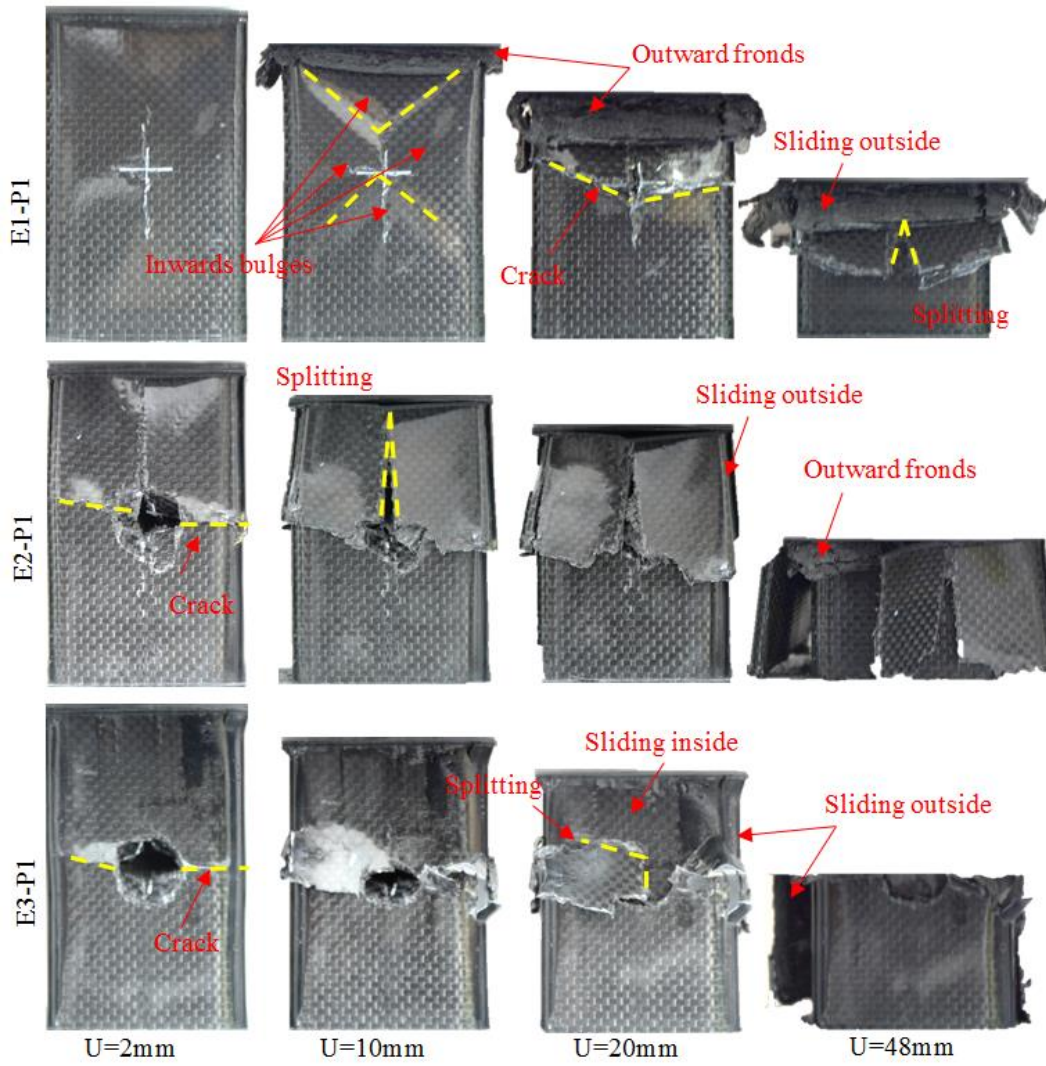 Outward fronds
Sliding outside
E1-P1
Inwards bulges
Crack
Splitting
Splitting
Sliding outside
Outward fronds
E2-P1
Crack
Sliding inside
Splitting
Sliding outside
E3-P1
Crack
U=2mm
U=10mm
U=20mm
U=48mm